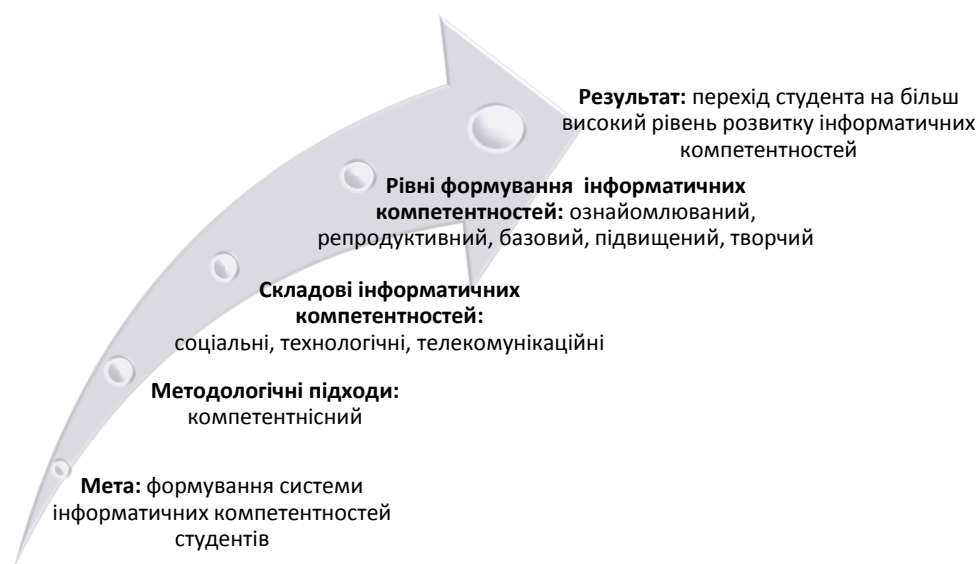 Результат: перехід студента на більш
високий рівень розвитку інформатичних
компетентностей
Рівні формування інформатичних
компетентностей: ознайомлюваний,
репродуктивний, базовий, підвищений, творчий
Складові інформатичних
компетентностей:
соціальні, технологічні, телекомунікаційні
Методологічні підходи:
компетентнісний
Мета: формування системи
інформатичних компетентностей
студентів